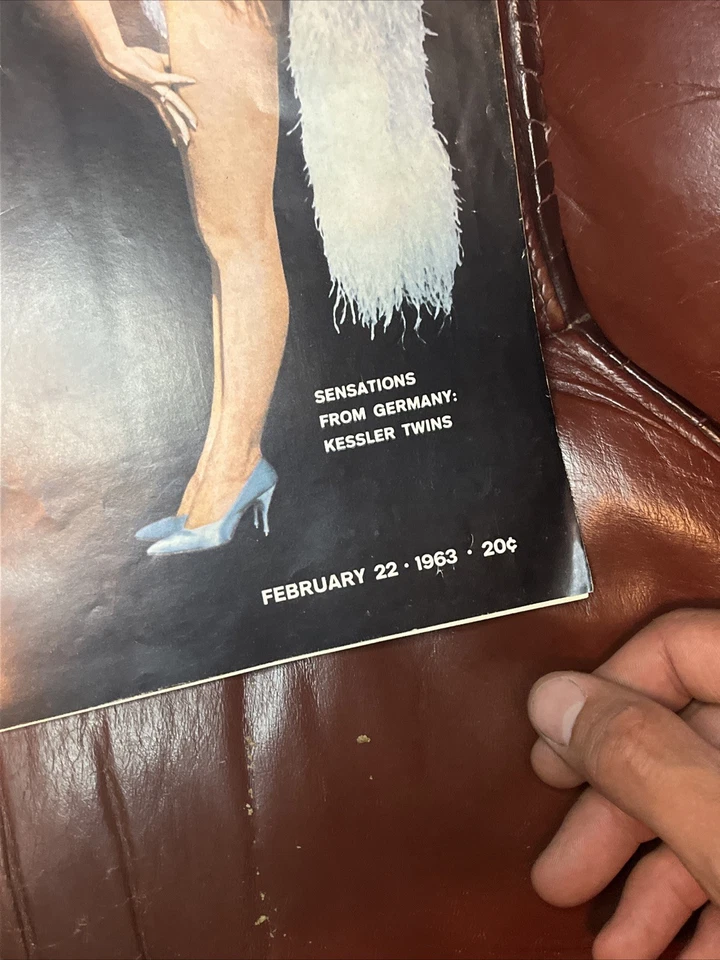 SENSATIONS
FROM GERMANY:
KESSLER TWINS
FEBRUARY 22 · 1963 · 20¢